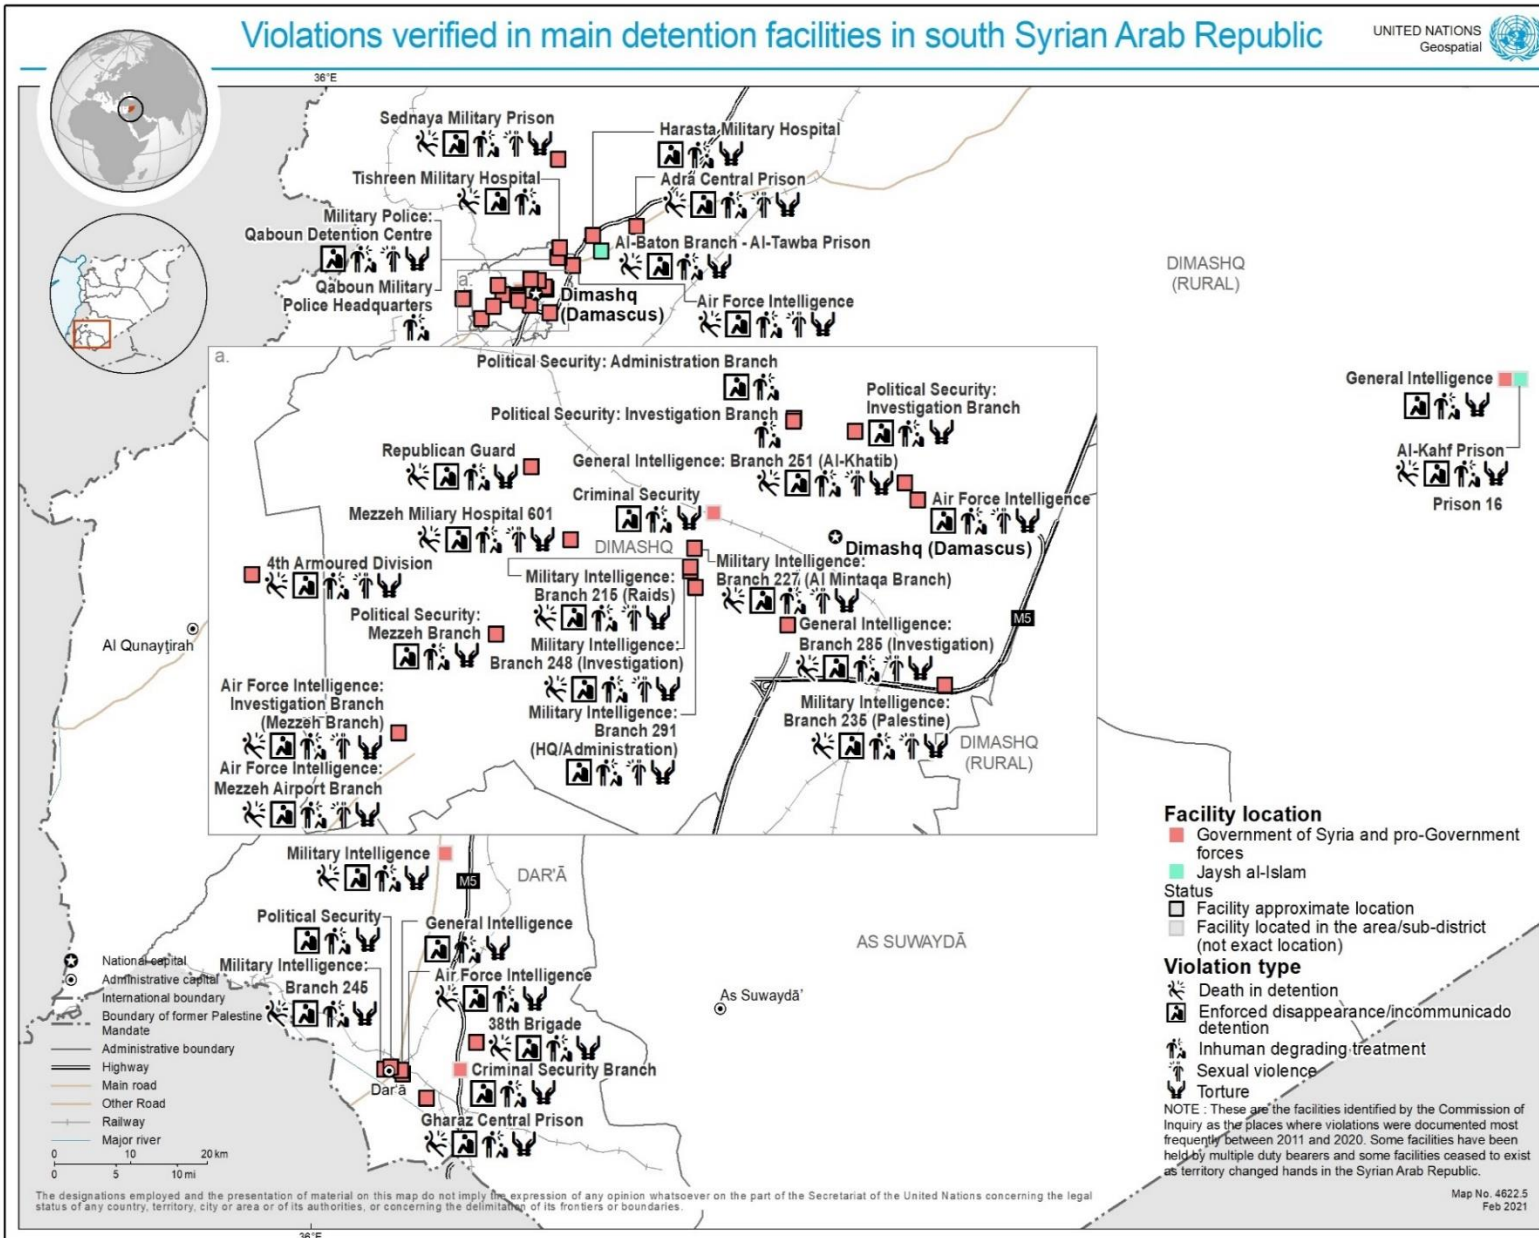 Violations verified in main detention facilities in south Syrian Arab Republic
UNITED NATIONS
Geospatial
36°E
Sednaya Military Prison
Harasta Military Hospital
Tishreen Military Hospital
Adra Central Prison
Military Police:
Qaboun Detention Centre
Al-Baton Branch - Al-Tawba Prison
Qaboun Military
Police Headquarters
a.
Dimashq
(Damascus)
Air Force Intelligence
DIMASHQ
(RURAL)
a.
Political Security: Administration Branch
Political Security: Investigation Branch
Political Security:
Investigation Branch
General Intelligence
Al-Kahf Prison
Prison 16
Republican Guard
General Intelligence: Branch 251 (Al-Khatib)
Criminal Security
Air Force Intelligence
Mezzeh Miliary Hospital 601
DIMASHQ
Dimashq (Damascus)
4th Armoured Division
Military Intelligence:
Branch 215 (Raids)
Military Intelligence:
Branch 227 (Al Mintaqa Branch)
Political Security:
Mezzeh Branch
M5
General Intelligence:
Branch 285 (Investigation)
Al Qunayţirah
Military Intelligence:
Branch 248 (Investigation)
Air Force Intelligence:
Investigation Branch
(Mezzeh Branch)
Military Intelligence:
Branch 291
(HQ/Administration)
Military Intelligence:
Branch 235 (Palestine)
DIMASHQ
(RURAL)
Air Force Intelligence:
Mezzeh Airport Branch
Military Intelligence
M5
DAR'Ā
Political Security
General Intelligence
Military Intelligence:
Branch 245
Air Force Intelligence
AS SUWAYDĀ
As Suwaydā'
38th Brigade
Dar'ā
Criminal Security Branch
Gharaz Central Prison
National capital
Administrative capital
International boundary
Boundary of former Palestine
Mandate
Administrative boundary
Highway
Main road
Other Road
Railway
Major river
0 10 20 km
0 5 10 mi
Facility location
Government of Syria and pro-Government
forces
Jaysh al-Islam
Status
Facility approximate location
Facility located in the area/sub-district
(not exact location)
Violation type
Death in detention
Enforced disappearance/incommunicado
detention
Inhuman degrading treatment
Sexual violence
Torture
NOTE : These are the facilities identified by the Commission of
Inquiry as the places where violations were documented most
frequently between 2011 and 2020. Some facilities have been
held by multiple duty bearers and some facilities ceased to exist
as territory changed hands in the Syrian Arab Republic.
The designations employed and the presentation of material on this map do not imply the expression of any opinion whatsoever on the part of the Secretariat of the United Nations concerning the legal
status of any country, territory, city or area or of its authorities, or concerning the delimitation of its frontiers or boundaries.
Map No. 4622.5
Feb 2021
36°E